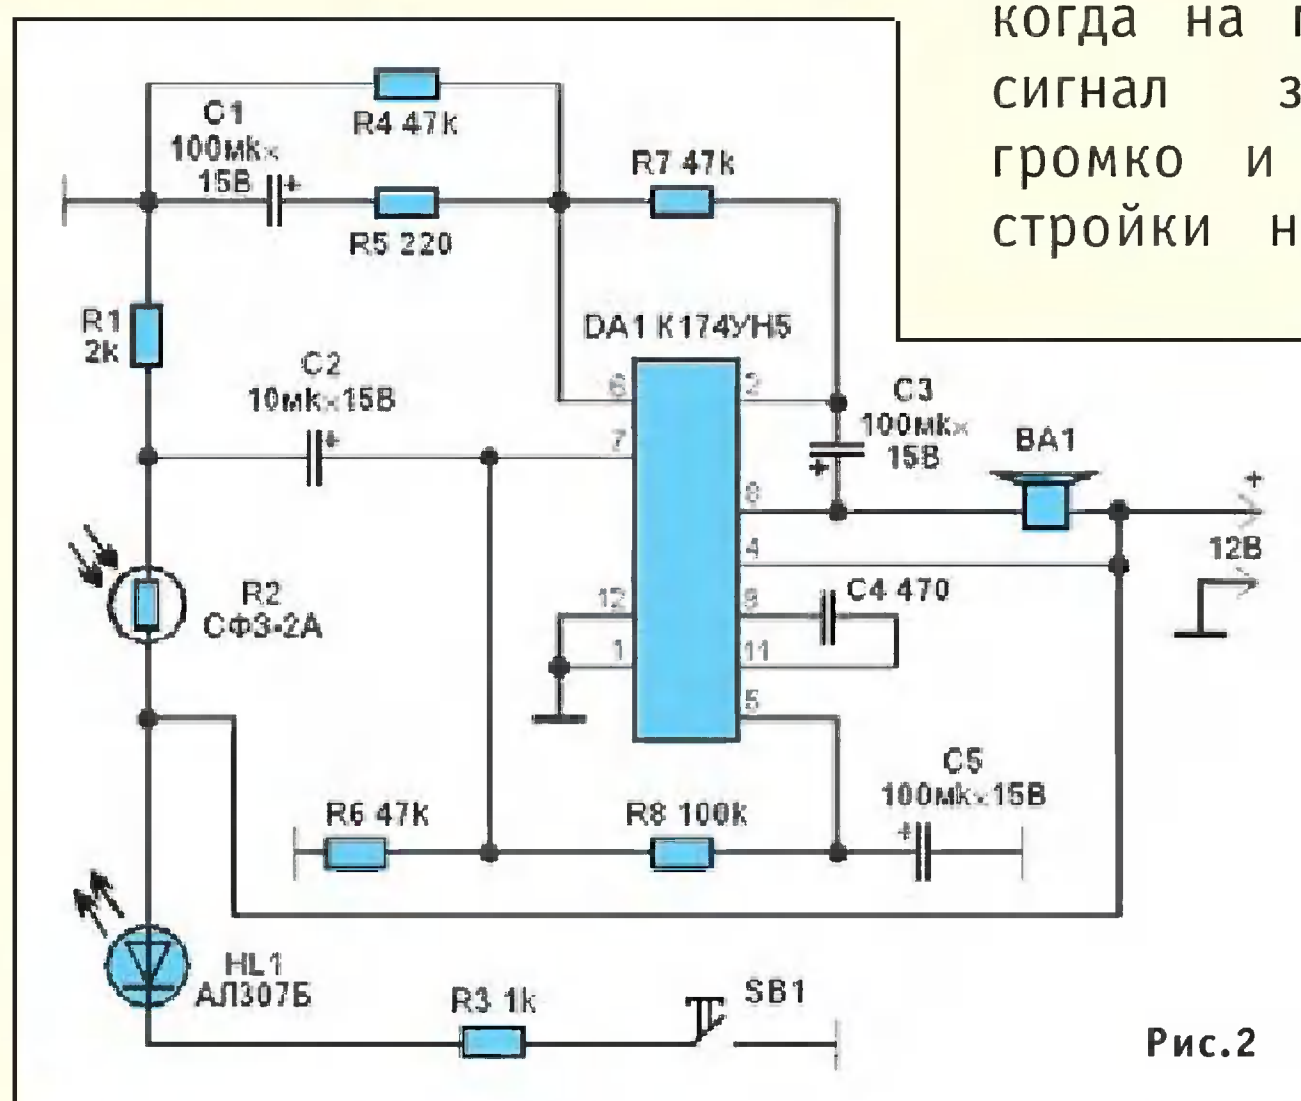 когда на
сигнал
громко и
стройки
R4 47k
C1
100мк×
15В
+
R5 220
R7 47k
R1
2k
DA1 К174УН5
C2
10мк×15В
+
6
2
7
C3
100мк×
15В
+
BA1
+
12В
4
R2
СФ3-2А
12
9
C4 470
1
11
5
C5
100мк×15В
+
R6 47k
R8 100k
HL1
АЛ307Б
R3 1k
SB1
Рис.2